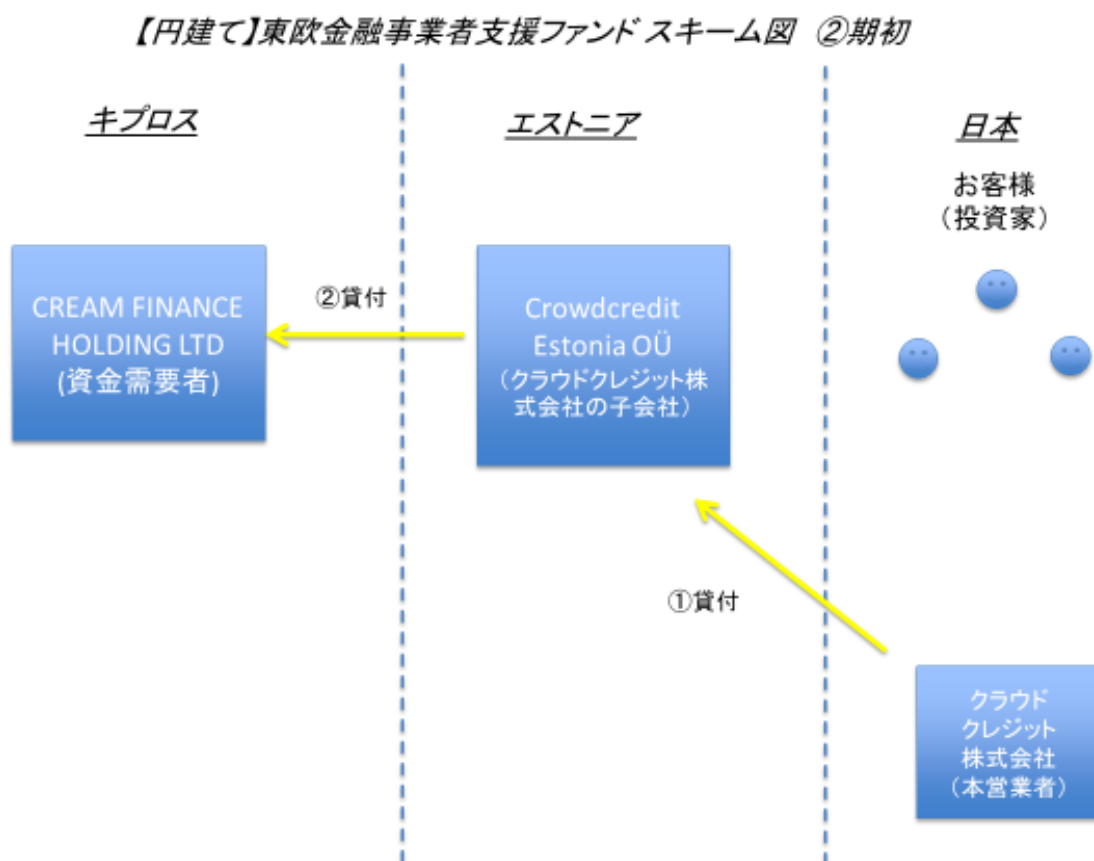 【円建て】東欧金融事業者支援ファンド スキーム図 ②期初
キプロス
エストニア
日本
お客様
（投資家）
CREAM FINANCE
HOLDING LTD
(資金需要者)
②貸付
Crowdcredit
Estonia OÜ
（クラウドクレジット株
式会社の子会社）
①貸付
クラウド
クレジット
株式会社
（本営業者）